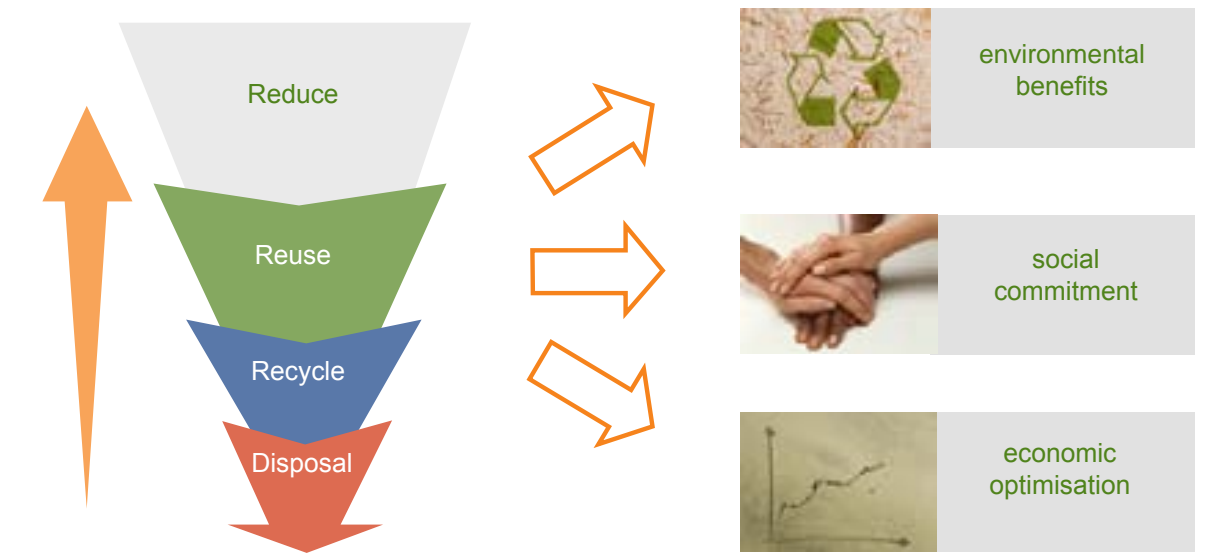 Reduce
Reuse
Recycle
Disposal
environmental
benefits
social
commitment
economic
optimisation